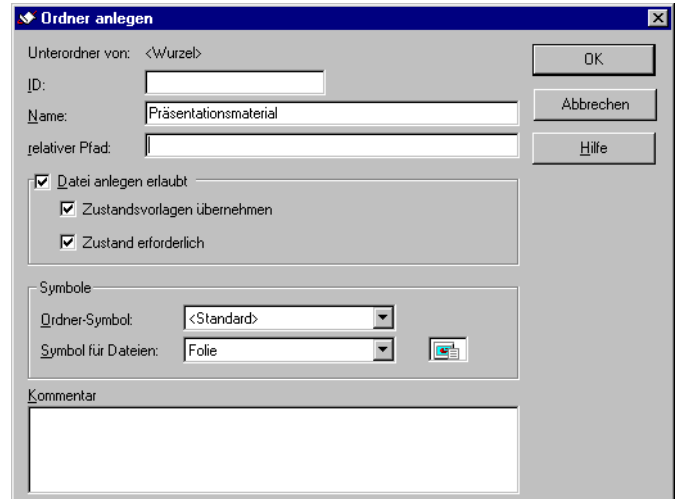 Ordner anlegen
Unterordner von: <Wurzel>
OK
ID:
Abbrechen
Name: Präsentationsmaterial
relativer Pfad:
Hilfe
Datei anlegen erlaubt
Zustandsvorlagen übernehmen
Zustand erforderlich
Symbole
Ordner-Symbol: <Standard>
Symbol für Dateien: Folie
Kommentar